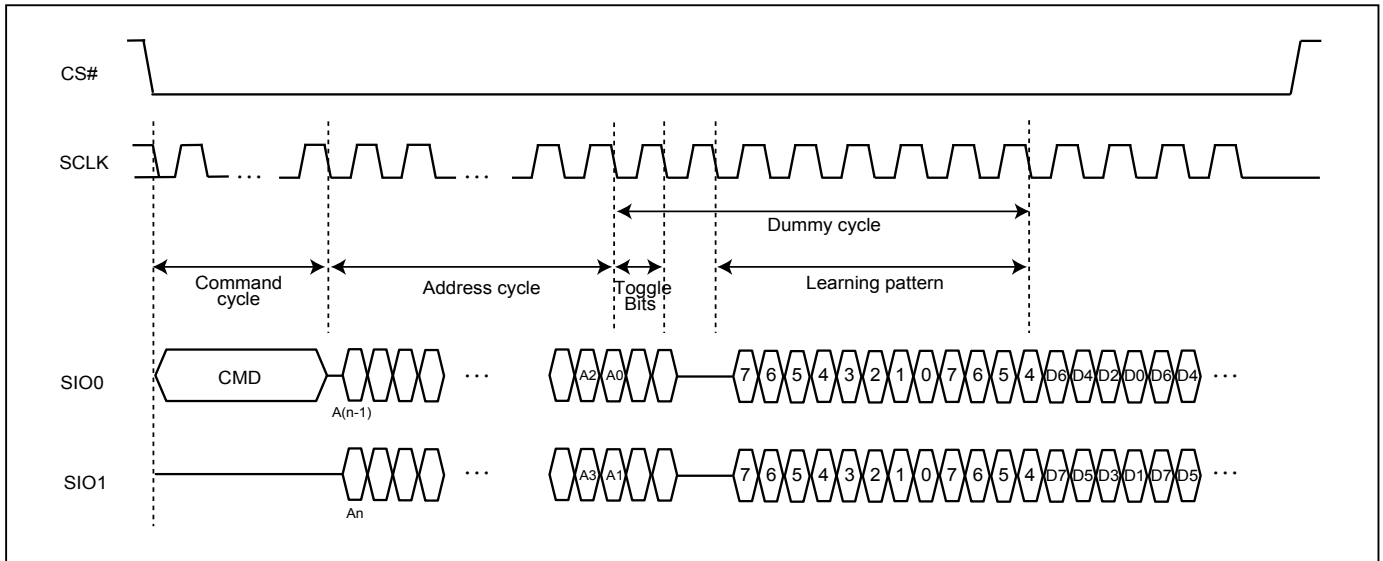 CS#
SCLK
...
...
Dummy cycle
Command
cycle
Address cycle
Toggle
Bits
Learning pattern
SIO0
CMD
...
A2 A0
7 6 5 4 3 2 1 0 7 6 5 4 D6 D4 D2 D0 D6 D4
...
A(n-1)
SIO1
...
A3 A1
7 6 5 4 3 2 1 0 7 6 5 4 D7 D5 D3 D1 D7 D5
...
An